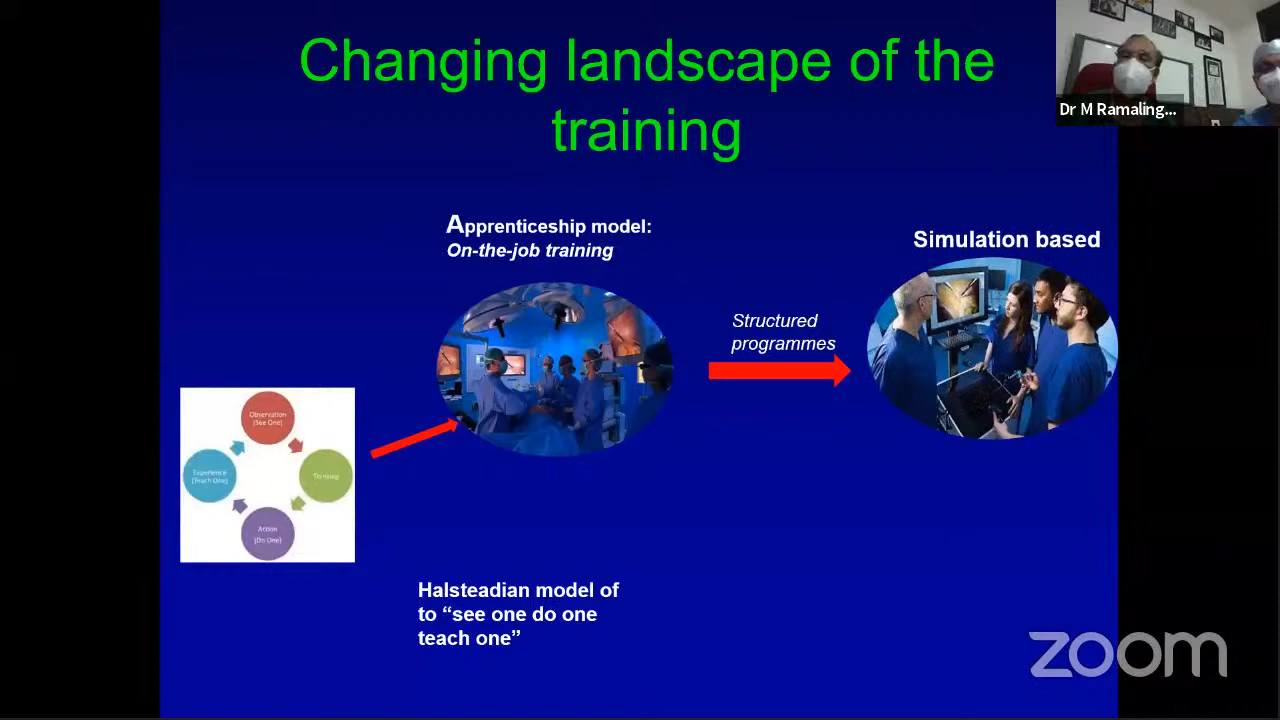 Changing landscape of the
training
Dr M Ramaling...
Apprenticeship model:
On-the-job training
Simulation based
Structured
programmes
Observation
(See One)
Experience
(Teach One)
Thinking
Action
(Do One)
Halsteadian model of
to “see one do one
teach one”
zoom